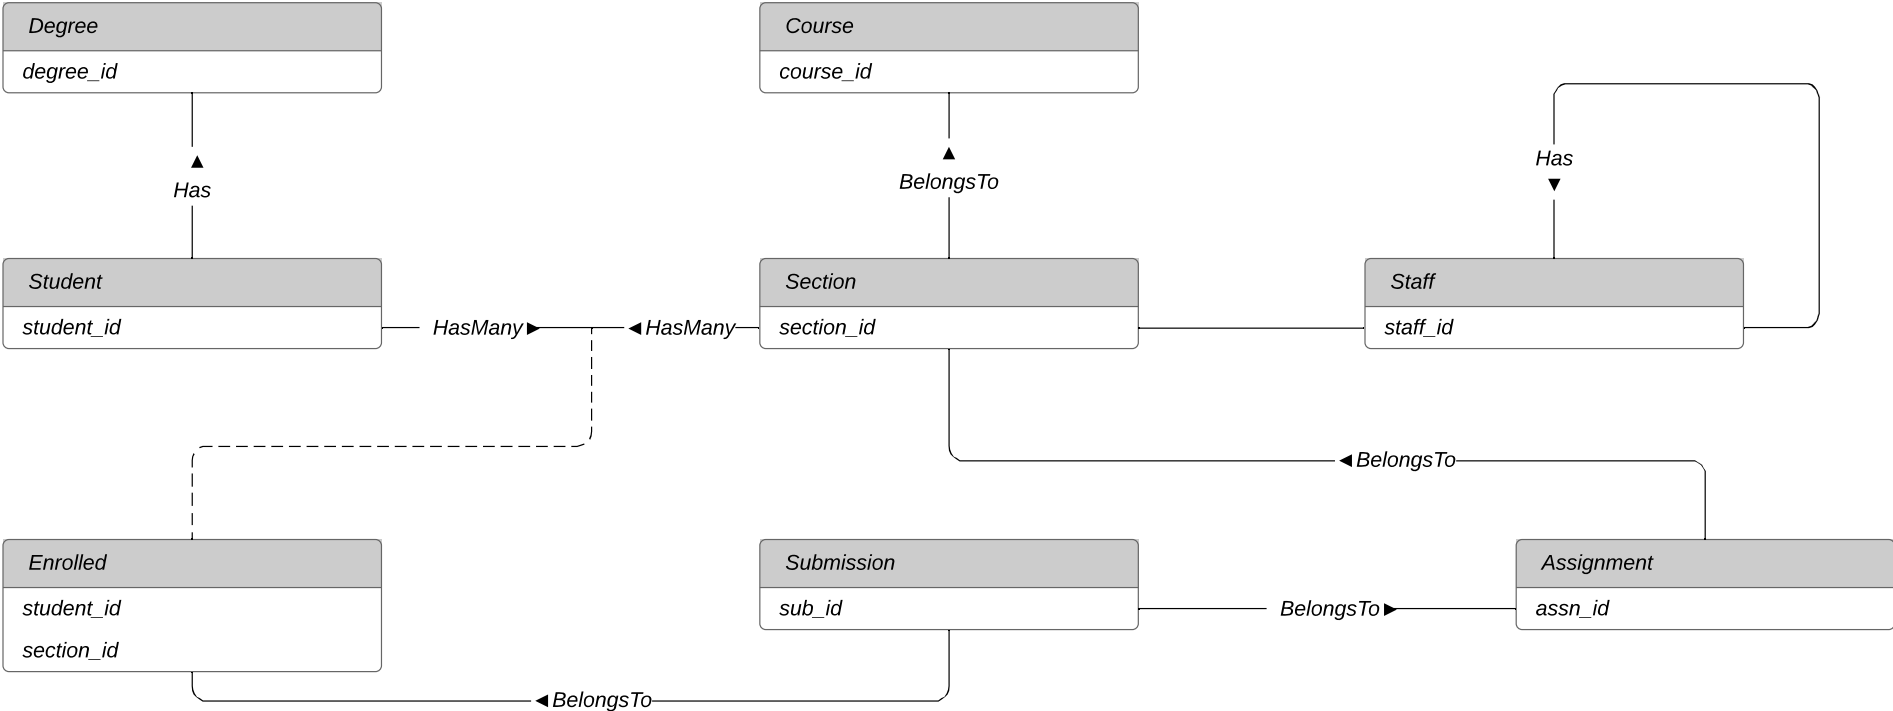 Degree
degree_id
Course
course_id
Has
▲
Has
▼
▲
BelongsTo
Student
student_id
HasMany ▶
◀ HasMany
Section
section_id
Staff
staff_id
◀ BelongsTo
Enrolled
student_id
section_id
Submission
sub_id
BelongsTo ▶
Assignment
assn_id
◀ BelongsTo